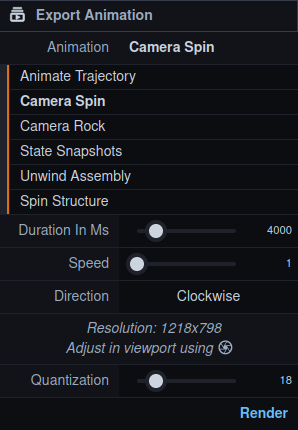 Export Animation
Animation Camera Spin
Animate Trajectory
Camera Spin
Camera Rock
State Snapshots
Unwind Assembly
Spin Structure
Duration In Ms 4000
Speed 1
Direction Clockwise
Resolution: 1218x798
Adjust in viewport using
Quantization 18
Render